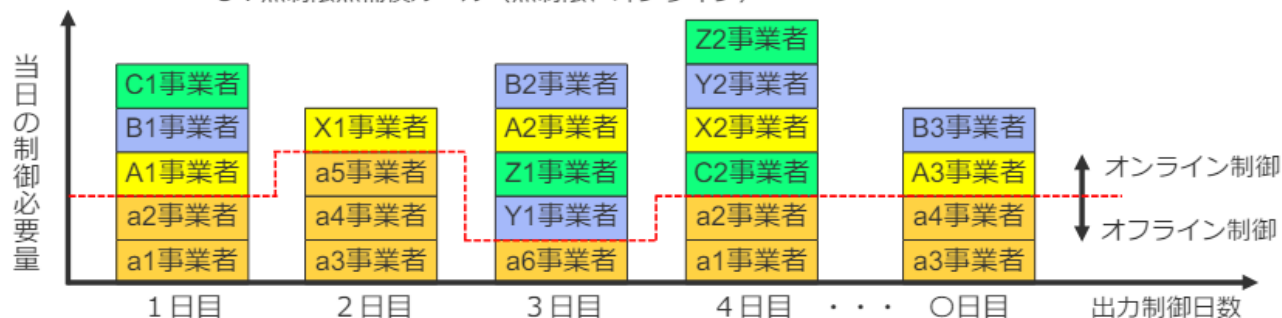 Z2事業者
C1事業者
B2事業者
Y2事業者
B1事業者
X1事業者
A2事業者
X2事業者
B3事業者
A1事業者
a5事業者
Z1事業者
C2事業者
A3事業者
オンライン制御
a2事業者
a4事業者
Y1事業者
a2事業者
a4事業者
オフライン制御
a1事業者
a3事業者
a6事業者
a1事業者
a3事業者
当日の制御必要量
1日目
2日目
3日目
4日目
・・・
〇日目
出力制御日数